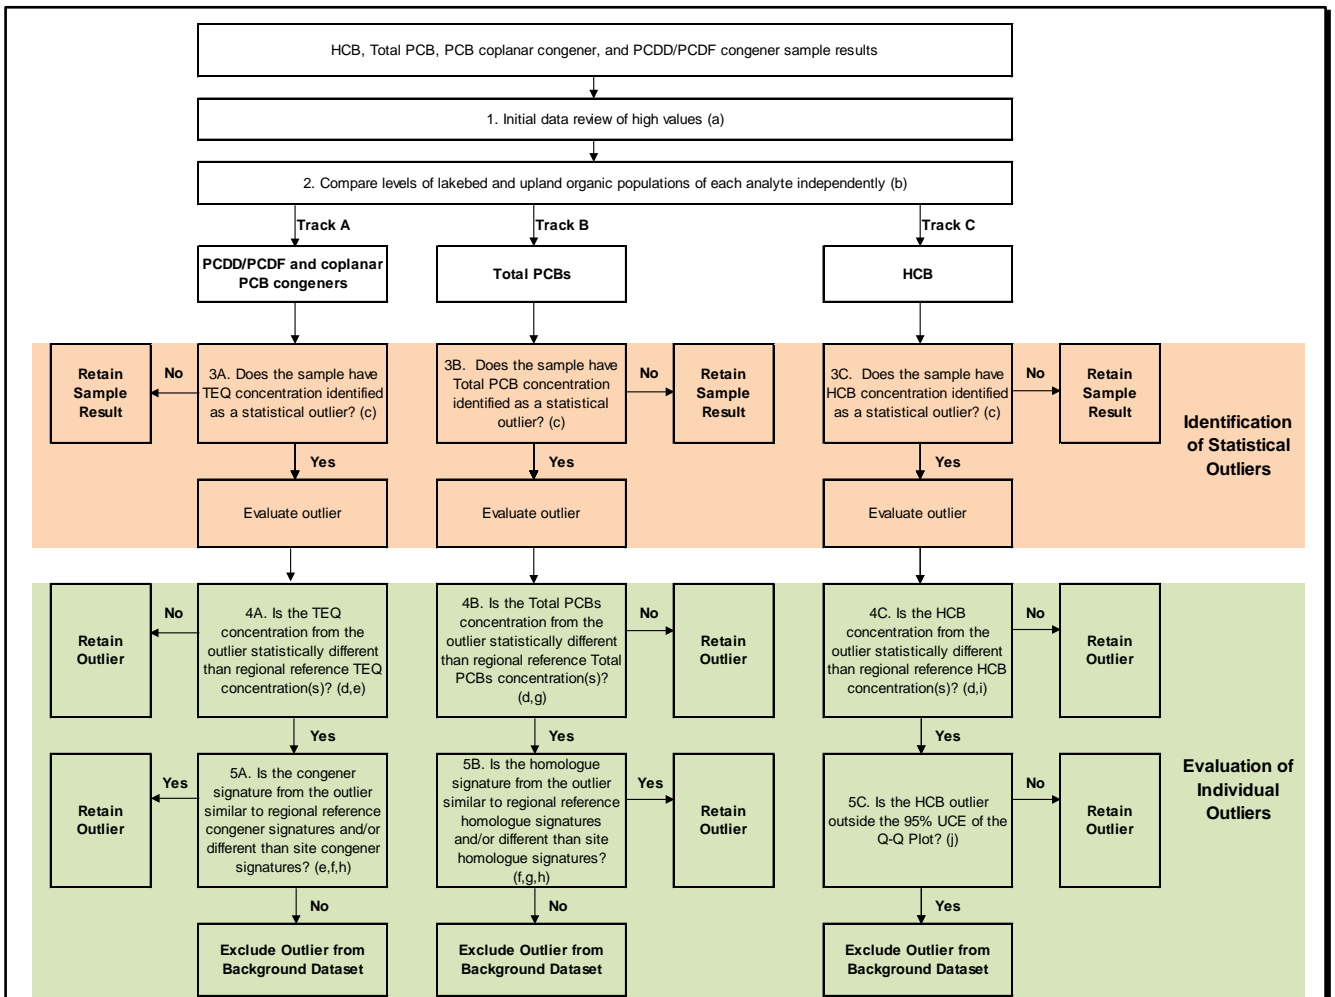 HCB, Total PCB, PCB coplanar congener, and PCDD/PCDF congener sample results
1. Initial data review of high values (a)
2. Compare levels of lakebed and upland organic populations of each analyte independently (b)
Track A
Track B
Track C
PCDD/PCDF and coplanar
PCB congeners
Total PCBs
HCB
Retain
Sample
Result
No
3A. Does the sample have
TEQ concentration identified
as a statistical outlier? (c)
3B.  Does the sample have
Total PCB concentration
identified as a statistical
outlier? (c)
No
Retain
Sample
Result
3C.  Does the sample have
HCB concentration identified
as a statistical outlier? (c)
No
Retain
Sample
Result
Identification
of Statistical
Outliers
Yes
Yes
Yes
Evaluate outlier
Evaluate outlier
Evaluate outlier
Retain
Outlier
No
4A. Is the TEQ
concentration from the
outlier statistically different
than regional reference TEQ
concentration(s)? (d,e)
4B. Is the Total PCBs
concentration from the
outlier statistically different
than regional reference Total
PCBs concentration(s)?
(d,g)
No
Retain
Outlier
4C. Is the HCB
concentration from the
outlier statistically different
than regional reference HCB
concentration(s)? (d,i)
No
Retain
Outlier
Yes
Yes
Yes
Retain
Outlier
Yes
5A. Is the congener
signature from the outlier
similar to regional reference
congener signatures and/or
different than site congener
signatures? (e,f,h)
5B. Is the homologue
signature from the outlier
similar to regional reference
homologue signatures
and/or different than site
homologue signatures?
(f,g,h)
Yes
Retain
Outlier
5C. Is the HCB outlier
outside the 95% UCE of the
Q-Q Plot? (j)
No
Retain
Outlier
Evaluation of
Individual
Outliers
No
No
Yes
Exclude Outlier from
Background Dataset
Exclude Outlier from
Background Dataset
Exclude Outlier from
Background Dataset